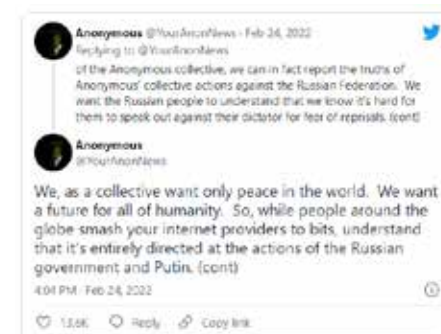 Anonymous @YourAnonNews · Feb 24, 2022
Replying to @YourAnonNews
of the Anonymous collective, we can in fact report the truths of
Anonymous' collective actions against the Russian Federation. We
want the Russian people to understand that we know it's hard for
them to speak out against their dictator for fear of reprisals. (cont)
Anonymous
@YourAnonNews
We, as a collective want only peace in the world. We want
a future for all of humanity. So, while people around the
globe smash your internet providers to bits, understand
that it's entirely directed at the actions of the Russian
government and Putin. (cont)
4:04 PM · Feb 24, 2022
13.6K Reply Copy link